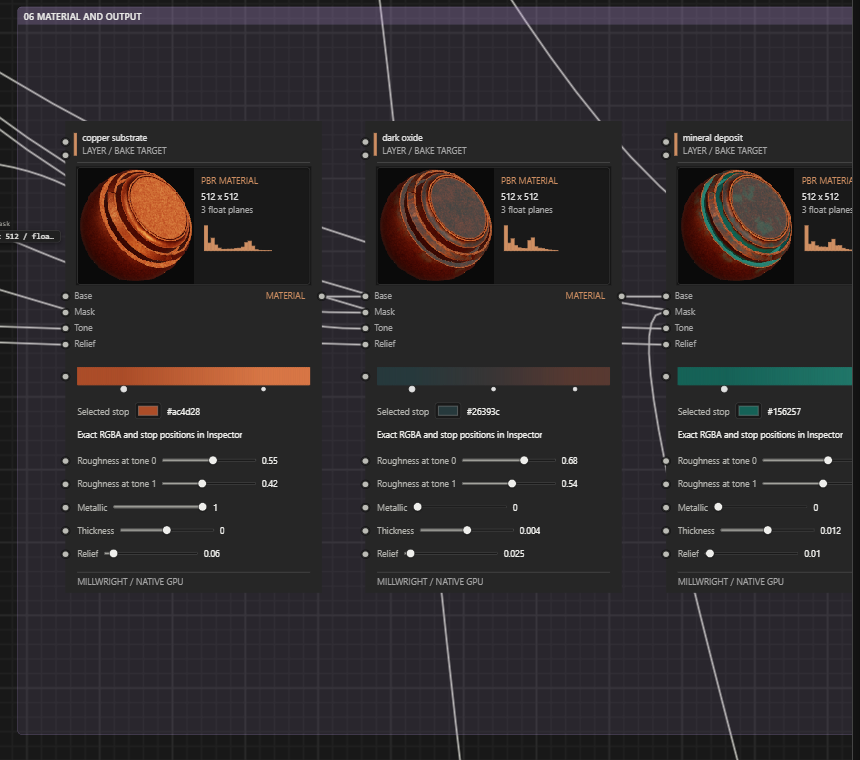 06 MATERIAL AND OUTPUT
copper substrate
LAYER / BAKE TARGET
PBR MATERIAL
512 x 512
3 float planes
Base
MATERIAL
Mask
Tone
Relief
Selected stop
#ac4d28
Exact RGBA and stop positions in Inspector
Roughness at tone 0
0.55
Roughness at tone 1
0.42
Metallic
1
Thickness
0
Relief
0.06
MILLWRIGHT / NATIVE GPU
dark oxide
LAYER / BAKE TARGET
PBR MATERIAL
512 x 512
3 float planes
Base
MATERIAL
Mask
Tone
Relief
Selected stop
#26393c
Exact RGBA and stop positions in Inspector
Roughness at tone 0
0.68
Roughness at tone 1
0.54
Metallic
0
Thickness
0.004
Relief
0.025
MILLWRIGHT / NATIVE GPU
mineral deposit
LAYER / BAKE TARGET
PBR MATERIA
512 x 512
3 float planes
Base
Mask
Tone
Relief
Selected stop
#156257
Exact RGBA and stop positions in Inspector
Roughness at tone 0
Roughness at tone 1
Metallic
0
Thickness
0.012
Relief
0.01
MILLWRIGHT / NATIVE GPU
ask
512 / floa…